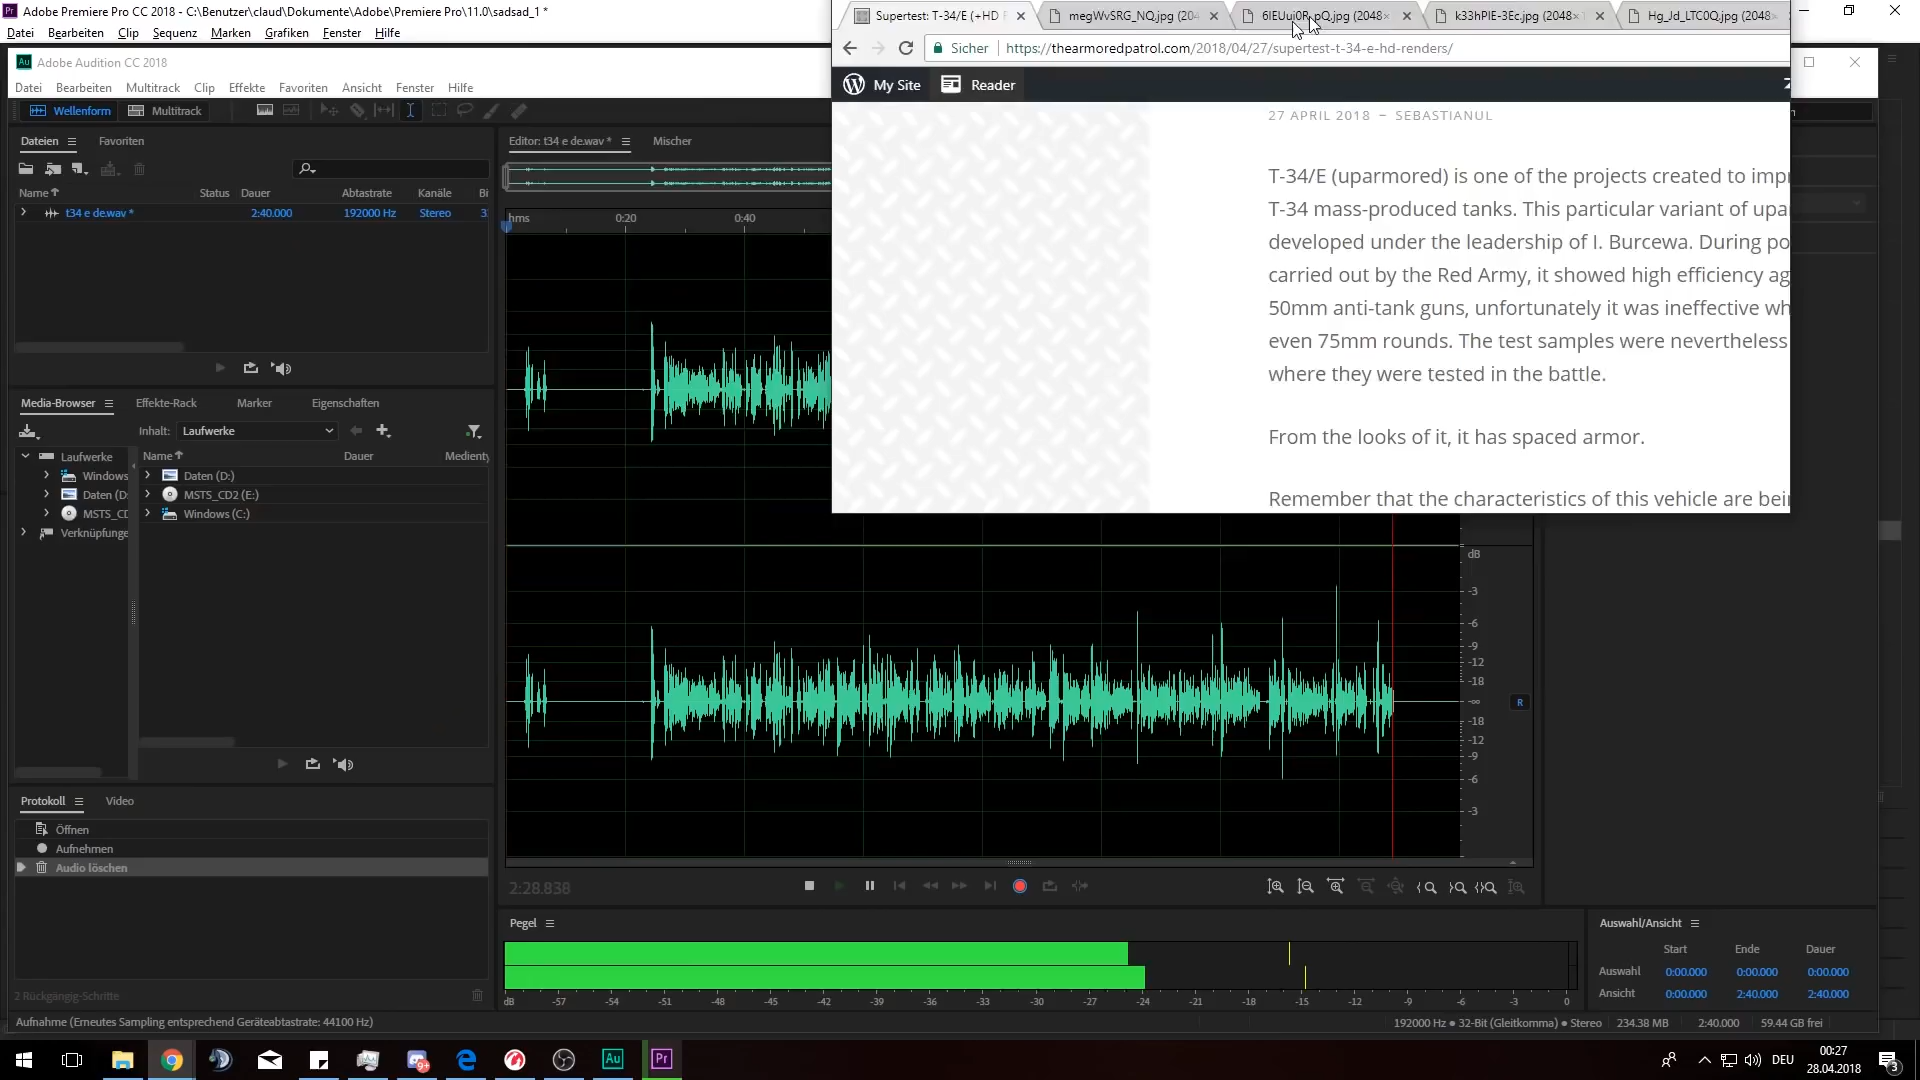 Adobe Premiere Pro CC 2018 - C:\Benutzer\claud\Dokumente\Adobe\Premiere Pro\11.0\sadsad_1 *
Datei Bearbeiten Clip Sequenz Marken Grafiken Fenster Hilfe
Adobe Audition CC 2018
Datei Bearbeiten Multitrack Clip Effekte Favoriten Ansicht Fenster Hilfe
Wellenform Multitrack
Dateien Favoriten
Name Status Dauer Abtastrate Kanäle Bi
t34 e de.wav * 2:40.000 192000 Hz Stereo 3
Editor: t34 e de.wav * Mischer
hms 0:20 0:40
Supertest: T-34/E (+HD megWvSRG_NQ.jpg (204 6IEUui0R_pQ.jpg (2048× k33hPIE-3Ec.jpg (2048× Hg_Jd_LTC0Q.jpg (2048×
Sicher https://thearmoredpatrol.com/2018/04/27/supertest-t-34-e-hd-renders/
My Site Reader
27 APRIL 2018 ~ SEBASTIANUL
T-34/E (uparmored) is one of the projects created to imp
T-34 mass-produced tanks. This particular variant of upa
developed under the leadership of I. Burcewa. During po
carried out by the Red Army, it showed high efficiency ag
50mm anti-tank guns, unfortunately it was ineffective wh
even 75mm rounds. The test samples were nevertheless
where they were tested in the battle.
From the looks of it, it has spaced armor.
Remember that the characteristics of this vehicle are bei
Media-Browser Effekte-Rack Marker Eigenschaften
Inhalt: Laufwerke
Name Dauer Medienty
Laufwerke
Windows
Daten (D:
MSTS_CD
Verknüpfunge
Daten (D:)
MSTS_CD2 (E:)
Windows (C:)
dB
-3
-6
-9
-12
-18
-∞
-18
-12
-9
-6
-3
R
Protokoll Video
Öffnen
Aufnehmen
Audio löschen
2 Rückgängig-Schritte
2:28.838
Pegel
dB -57 -54 -51 -48 -45 -42 -39 -36 -33 -30 -27 -24 -21 -18 -15 -12 -9 -6 -3 0
Auswahl/Ansicht
Start Ende Dauer
Auswahl 0:00.000 0:00.000 0:00.000
Ansicht 0:00.000 2:40.000 2:40.000
Aufnahme (Erneutes Sampling entsprechend Geräteabtastrate: 44100 Hz)
192000 Hz • 32-Bit (Gleitkomma) • Stereo 234.38 MB 2:40.000 59.44 GB frei
Au Pr
DEU 00:27
28.04.2018
3